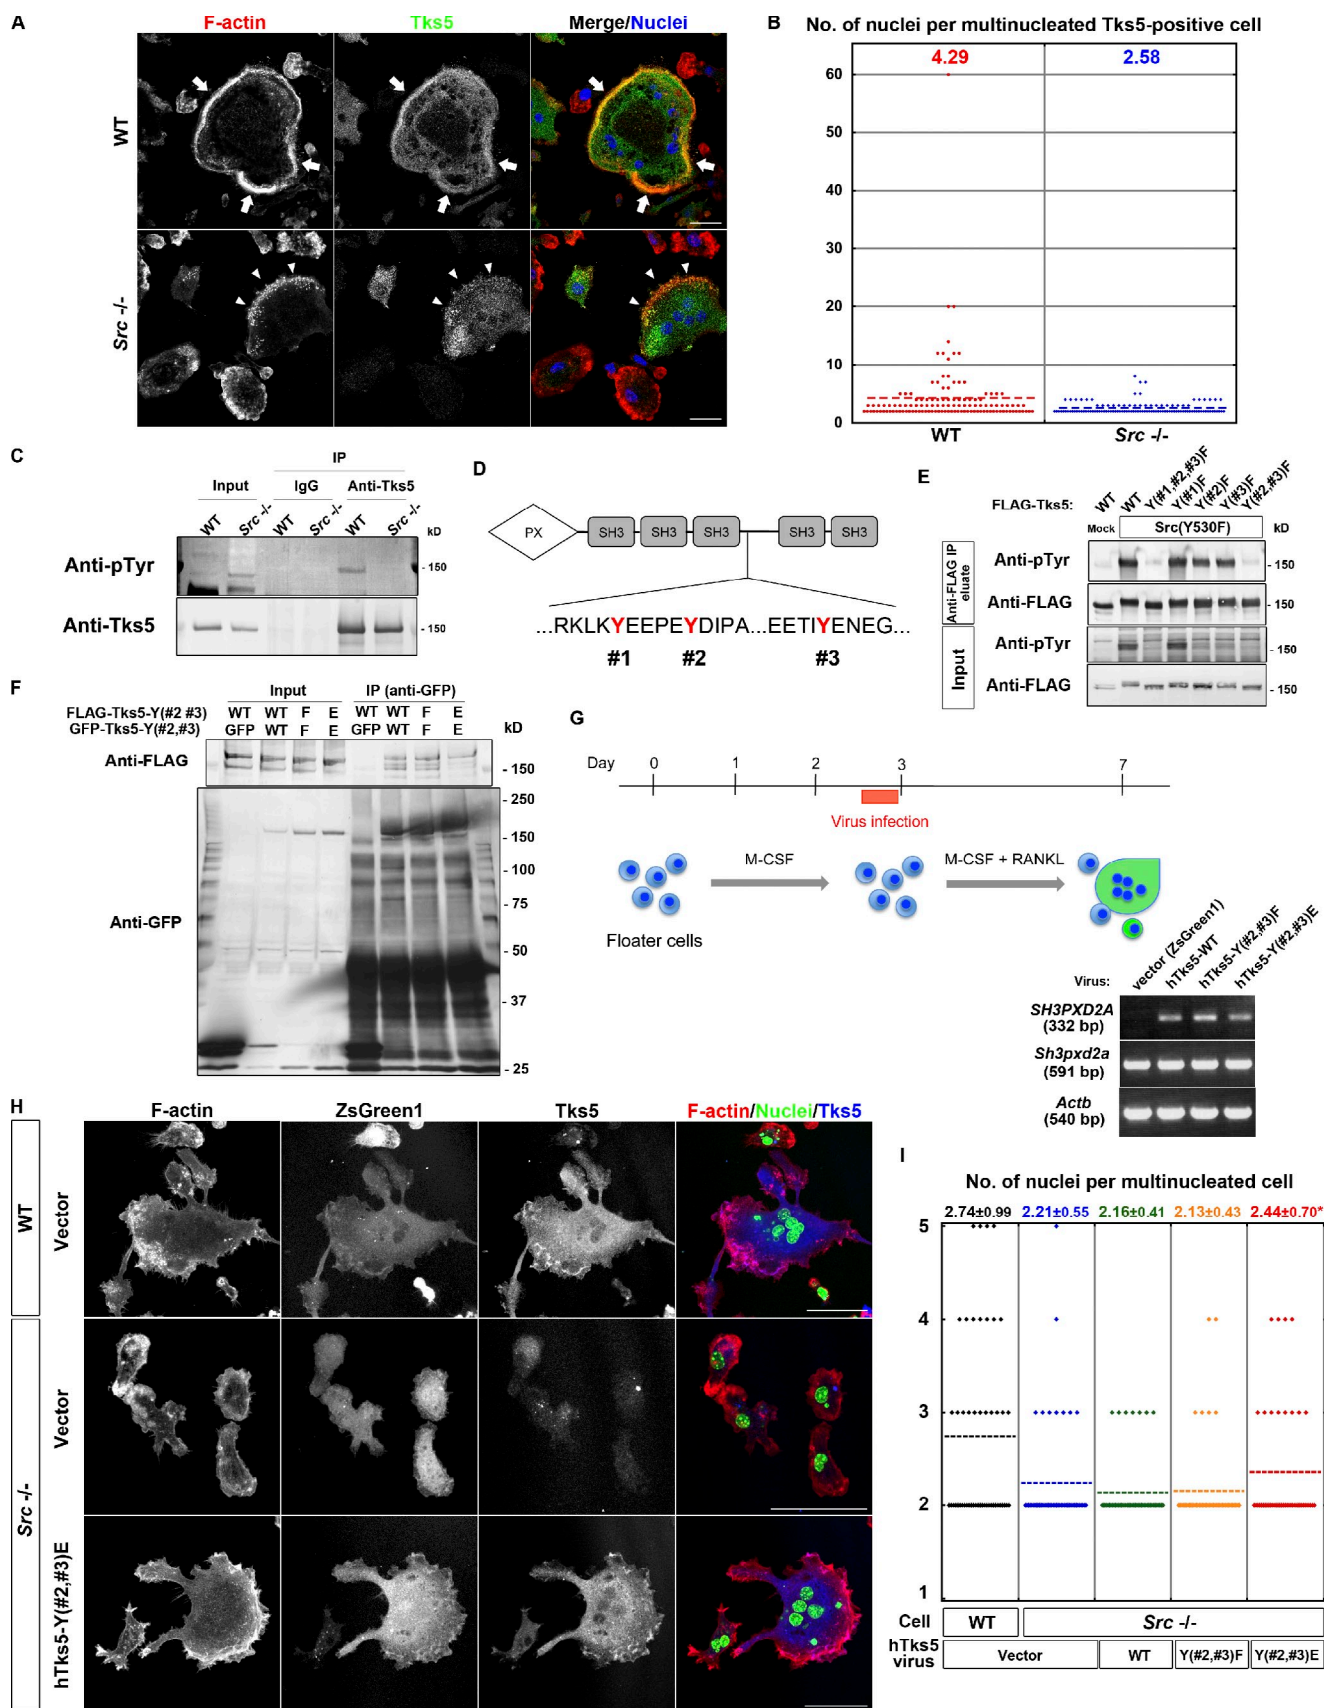 A
F-actin
Tks5
Merge/Nuclei
WT
Src -/-
B
No. of nuclei per multinucleated Tks5-positive cell
4.29
2.58
60
50
40
30
20
10
0
WT
Src -/-
C
IP
Input
IgG
Anti-Tks5
WT
Src -/-
WT
Src -/-
WT
Src -/-
kD
Anti-pTyr
- 150
Anti-Tks5
- 150
D
PX
SH3
SH3
SH3
SH3
SH3
...RKLKYEEPEYDIPA...EETIYENEG...
#1
#2
#3
E
FLAG-Tks5:
WT
WT
Y(#1,#2,#3)F
Y(#1)F
Y(#2)F
Y(#3)F
Y(#2,#3)F
Mock
Src(Y530F)
kD
Anti-FLAG IP
eluate
Anti-pTyr
- 150
Anti-FLAG
- 150
Input
Anti-pTyr
Anti-FLAG
- 150
F
Input
IP (anti-GFP)
FLAG-Tks5-Y(#2 #3)
WT
WT
F
E
WT
WT
F
E
GFP-Tks5-Y(#2,#3)
GFP
WT
F
E
GFP
WT
F
E
kD
Anti-FLAG
- 150
- 250
- 150
- 100
- 75
Anti-GFP
- 50
- 37
- 25
G
Day
0
1
2
3
7
Virus infection
M-CSF
M-CSF + RANKL
Floater cells
Virus:
vector (ZsGreen1)
hTks5-WT
hTks5-Y(#2,#3)F
hTks5-Y(#2,#3)E
SH3PXD2A
(332 bp)
Sh3pxd2a
(591 bp)
Actb
(540 bp)
H
F-actin
ZsGreen1
Tks5
F-actin/Nuclei/Tks5
WT
Vector
Src -/-
Vector
hTks5-Y(#2,#3)E
I
No. of nuclei per multinucleated cell
2.74±0.99
2.21±0.55
2.16±0.41
2.13±0.43
2.44±0.70*
5
4
3
2
1
Cell
WT
Src -/-
hTks5
virus
Vector
WT
Y(#2,#3)F
Y(#2,#3)E